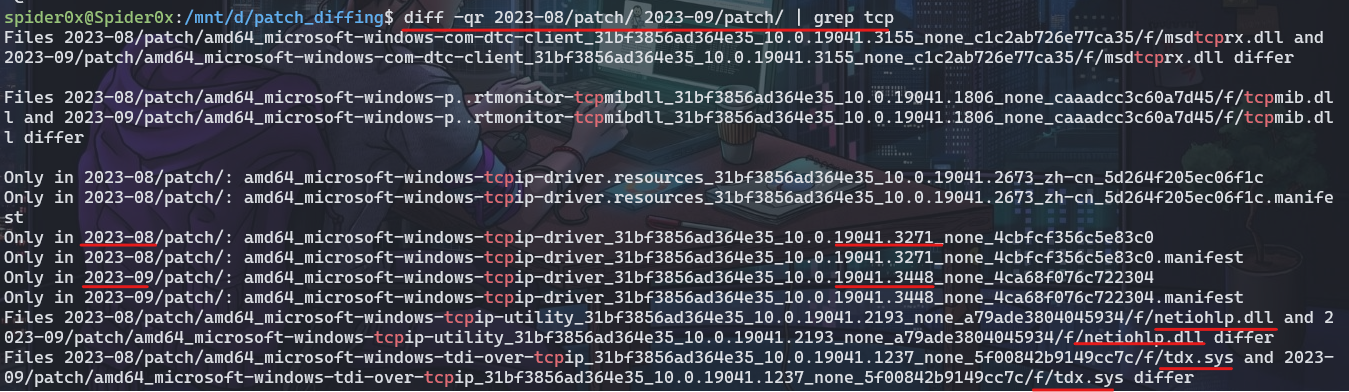 spider0x@Spider0x:/mnt/d/patch_diffing$ diff -qr 2023-08/patch/ 2023-09/patch/ | grep tcp
Files 2023-08/patch/amd64_microsoft-windows-com-dtc-client_31bf3856ad364e35_10.0.19041.3155_none_c1c2ab726e77ca35/f/msdtcprx.dll and
2023-09/patch/amd64_microsoft-windows-com-dtc-client_31bf3856ad364e35_10.0.19041.3155_none_c1c2ab726e77ca35/f/msdtcprx.dll differ
Files 2023-08/patch/amd64_microsoft-windows-p..rtmonitor-tcpmibdll_31bf3856ad364e35_10.0.19041.1806_none_caaadcc3c60a7d45/f/tcpmib.dl
l and 2023-09/patch/amd64_microsoft-windows-p..rtmonitor-tcpmibdll_31bf3856ad364e35_10.0.19041.1806_none_caaadcc3c60a7d45/f/tcpmib.dl
l differ
Only in 2023-08/patch/: amd64_microsoft-windows-tcpip-driver.resources_31bf3856ad364e35_10.0.19041.2673_zh-cn_5d264f205ec06f1c
Only in 2023-08/patch/: amd64_microsoft-windows-tcpip-driver.resources_31bf3856ad364e35_10.0.19041.2673_zh-cn_5d264f205ec06f1c.manife
st
Only in 2023-08/patch/: amd64_microsoft-windows-tcpip-driver_31bf3856ad364e35_10.0.19041.3271_none_4cbfcf356c5e83c0
Only in 2023-08/patch/: amd64_microsoft-windows-tcpip-driver_31bf3856ad364e35_10.0.19041.3271_none_4cbfcf356c5e83c0.manifest
Only in 2023-09/patch/: amd64_microsoft-windows-tcpip-driver_31bf3856ad364e35_10.0.19041.3448_none_4ca68f076c722304
Only in 2023-09/patch/: amd64_microsoft-windows-tcpip-driver_31bf3856ad364e35_10.0.19041.3448_none_4ca68f076c722304.manifest
Files 2023-08/patch/amd64_microsoft-windows-tcpip-utility_31bf3856ad364e35_10.0.19041.2193_none_a79ade3804045934/f/netiohlp.dll and 2
023-09/patch/amd64_microsoft-windows-tcpip-utility_31bf3856ad364e35_10.0.19041.2193_none_a79ade3804045934/f/netiohlp.dll differ
Files 2023-08/patch/amd64_microsoft-windows-tdi-over-tcpip_31bf3856ad364e35_10.0.19041.1237_none_5f00842b9149cc7c/f/tdx.sys and 2023-
09/patch/amd64_microsoft-windows-tdi-over-tcpip_31bf3856ad364e35_10.0.19041.1237_none_5f00842b9149cc7c/f/tdx.sys differ